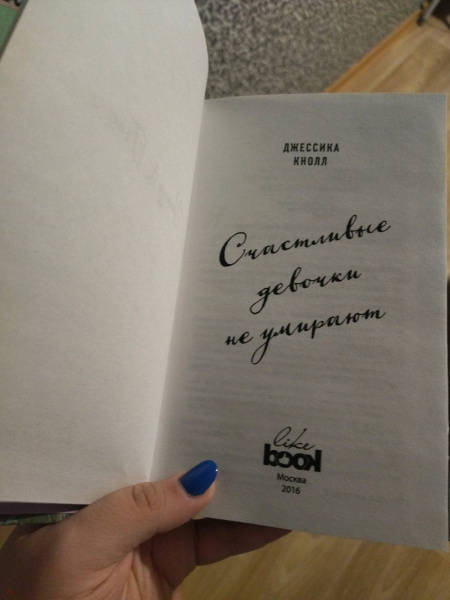 ДЖЕССИКА
КНОЛЛ
Счастливые
девочки
не умирают
like
book
Москва
2016